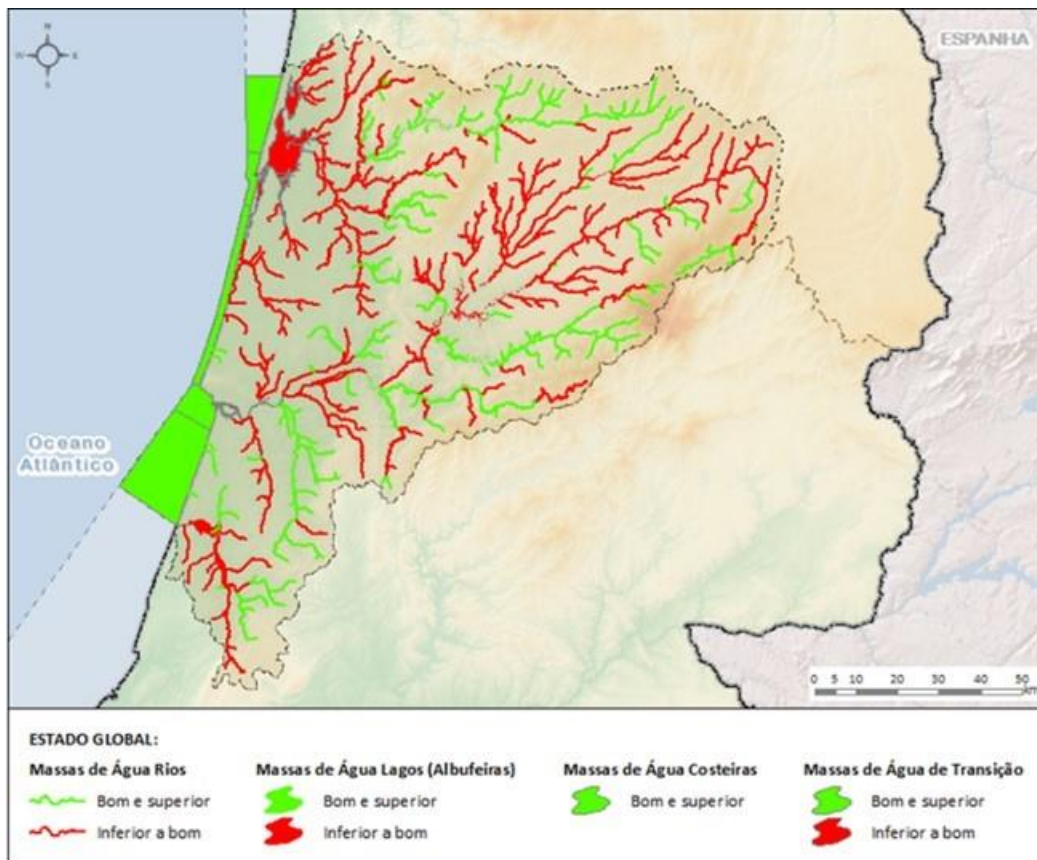 N
W E
S
ESPANHA
Oceano
Atlântico
0 5 10 20 30 40 50
Km
ESTADO GLOBAL:
Massas de Água Rios
Bom e superior
Inferior a bom
Massas de Água Lagos (Albufeiras)
Bom e superior
Inferior a bom
Massas de Água Costeiras
Bom e superior
Massas de Água de Transição
Bom e superior
Inferior a bom